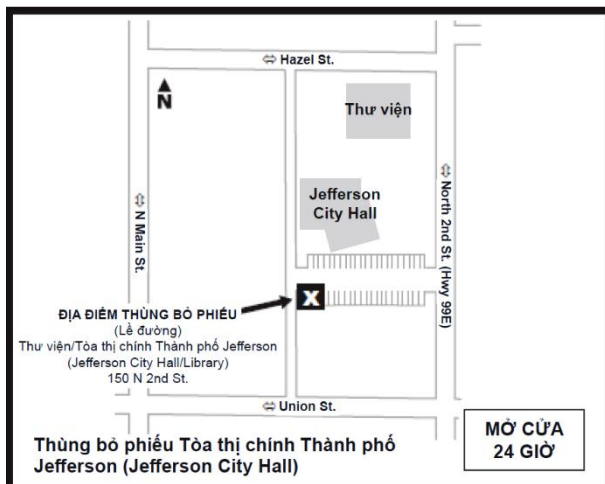 ⇔ Hazel St.
N
Thư viện
Jefferson
City Hall
⇔ N Main St.
⇔ North 2nd St. (Hwy 99E)
X
ĐỊA ĐIỂM THÙNG BỎ PHIẾU
(Lề đường)
Thư viện/Tòa thị chính Thành phố Jefferson
(Jefferson City Hall/Library)
150 N 2nd St.
⇔ Union St.
Thùng bỏ phiếu Tòa thị chính Thành phố
Jefferson (Jefferson City Hall)
MỞ CỬA
24 GIỜ